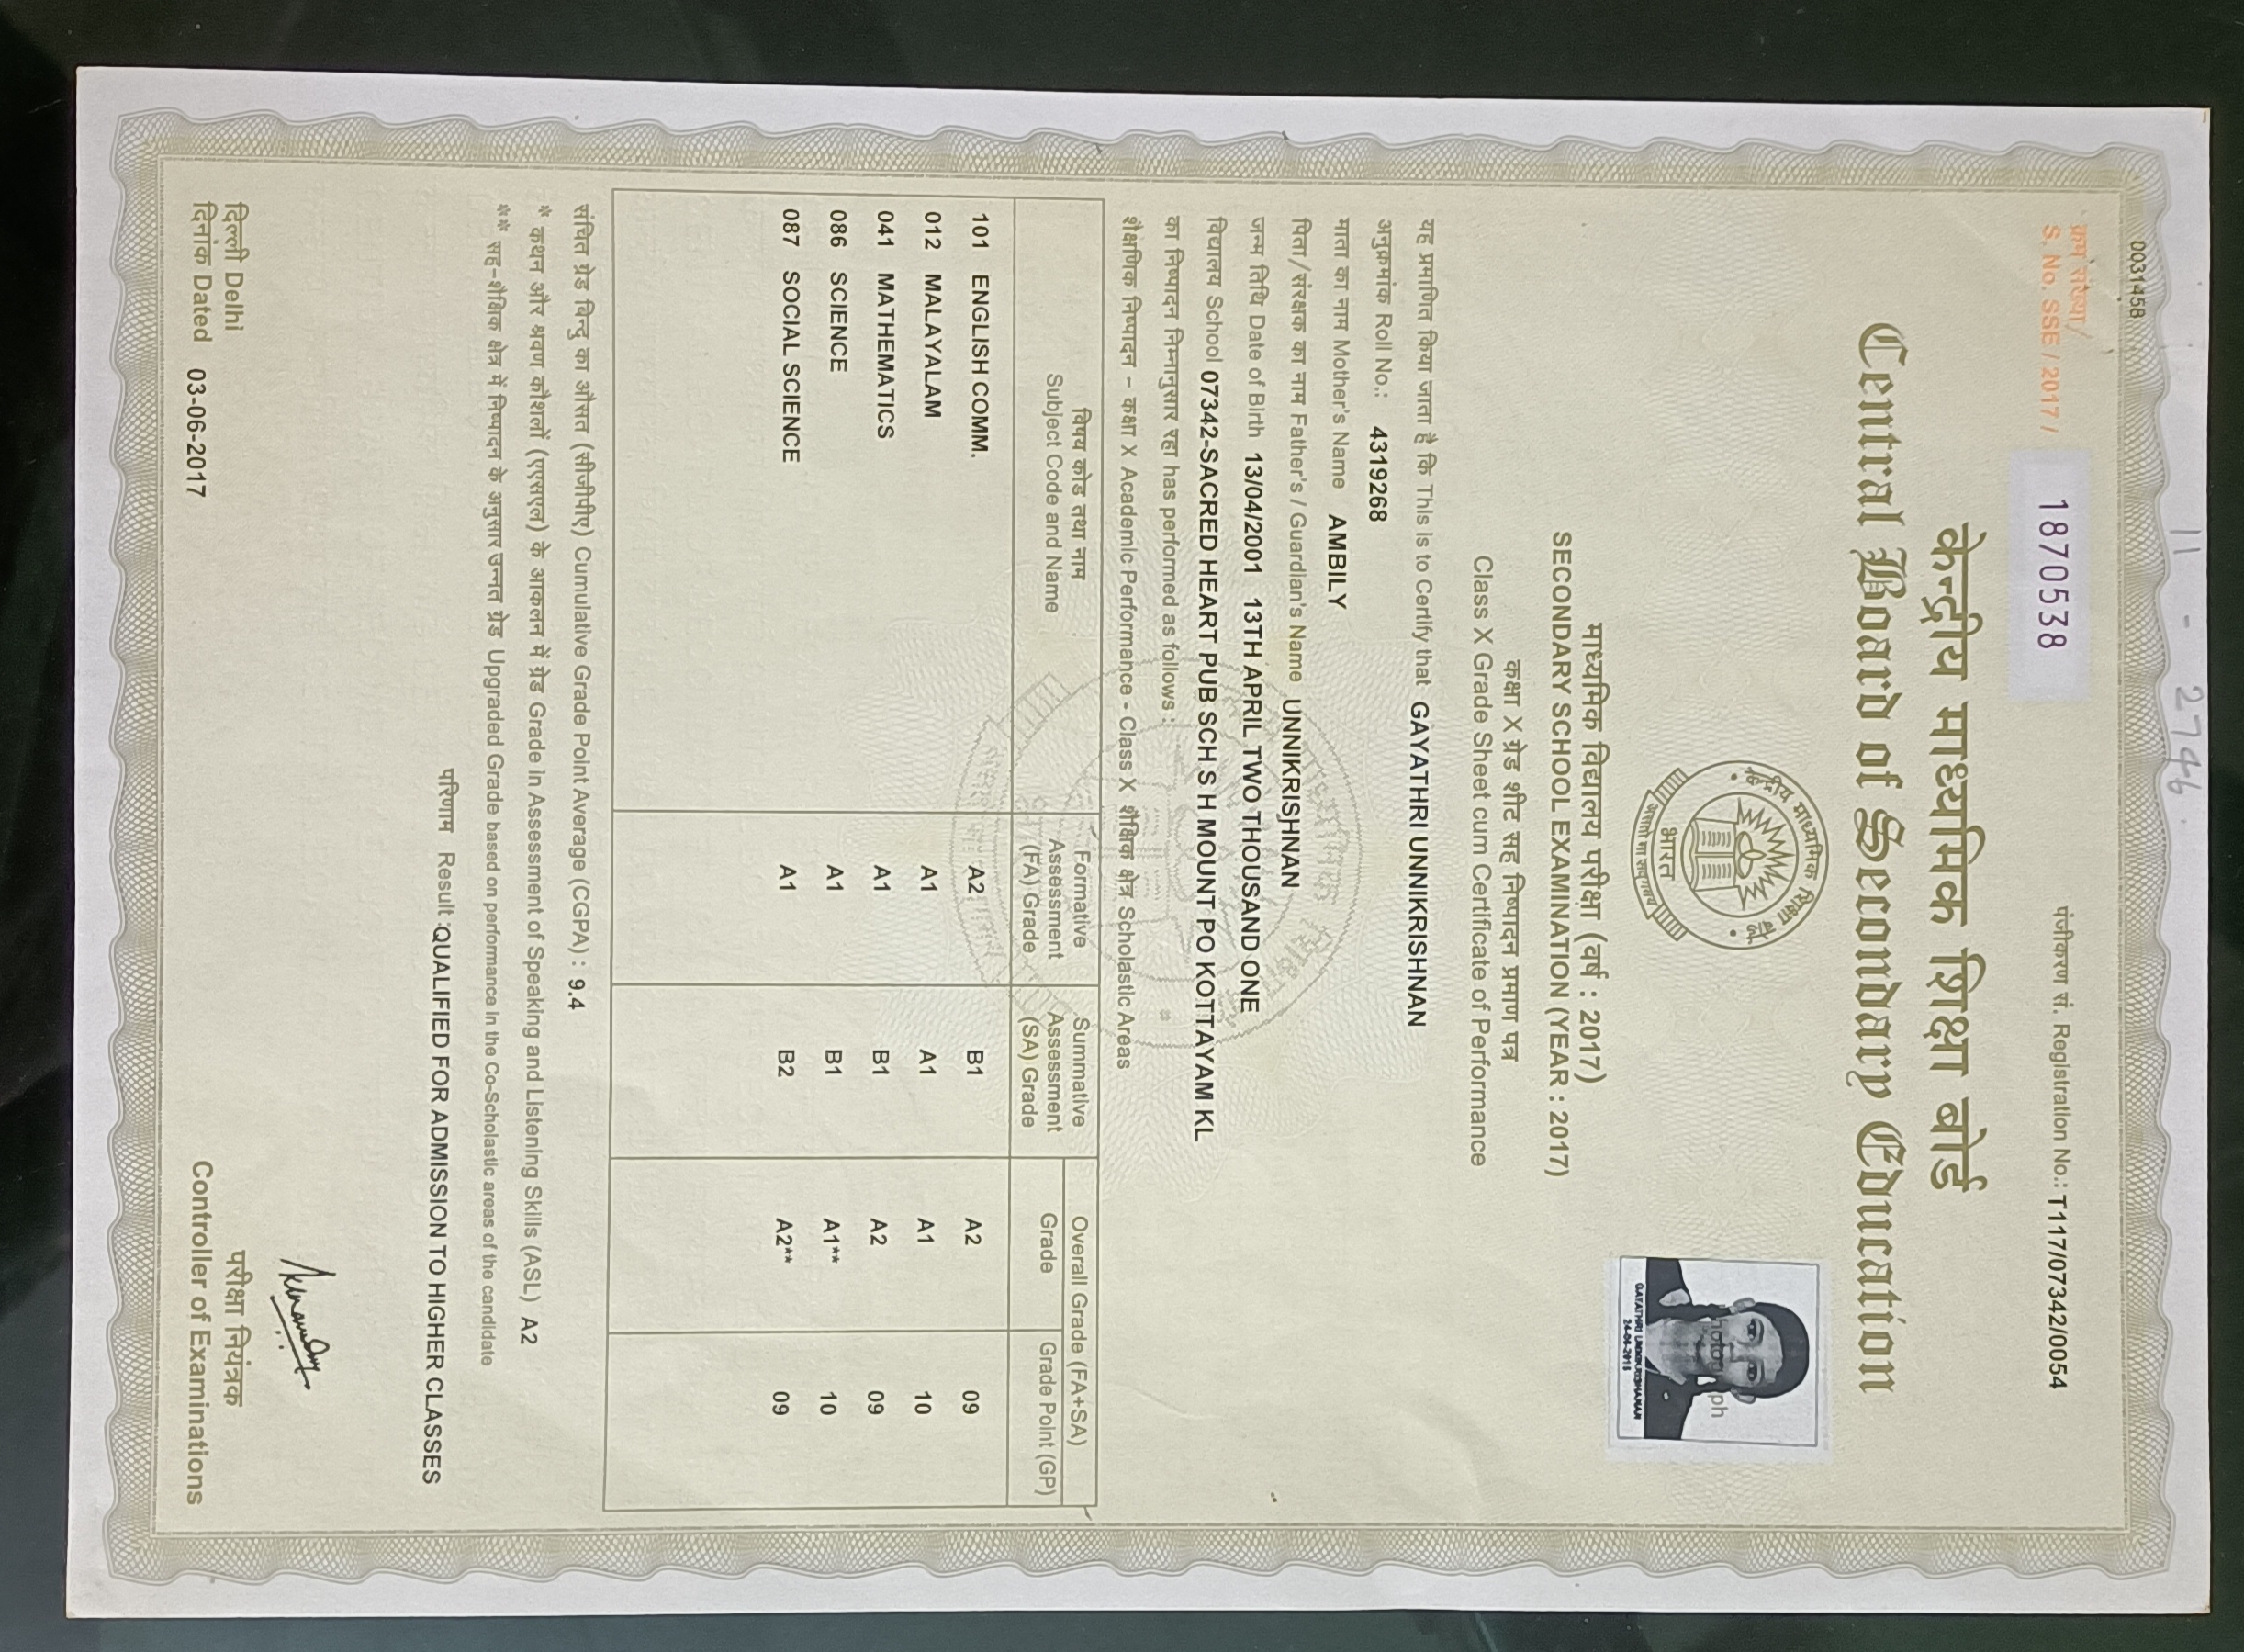 11 - 2746
0031458
क्रम संख्या/
S. No. SSE / 2017 / 1870538
पंजीकरण सं. Registration No.: T117/07342/0054
केन्द्रीय माध्यमिक शिक्षा बोर्ड
Central Board of Secondary Education
केन्द्रीय माध्यमिक शिक्षा बोर्ड
भारत
असतो मा सद्गमय
Photograph
GAYATHRI UNNIKRISHANAN
माध्यमिक विद्यालय परीक्षा (वर्ष : 2017)
SECONDARY SCHOOL EXAMINATION (YEAR : 2017)
कक्षा X ग्रेड शीट सह निष्पादन प्रमाण पत्र
Class X Grade Sheet cum Certificate of Performance
यह प्रमाणित किया जाता है कि This is to Certify that GAYATHRI UNNIKRISHNAN
अनुक्रमांक Roll No.: 4319268
माता का नाम Mother's Name AMBILY
पिता/संरक्षक का नाम Father's / Guardian's Name UNNIKRISHNAN
जन्म तिथि Date of Birth 13/04/2001 13TH APRIL TWO THOUSAND ONE
विद्यालय School 07342-SACRED HEART PUB SCH S H MOUNT PO KOTTAYAM KL
का निष्पादन निम्नानुसार रहा has performed as follows :
शैक्षणिक निष्पादन – कक्षा X Academic Performance - Class X शैक्षिक क्षेत्र Scholastic Areas
विषय कोड तथा नाम
Subject Code and Name
Formative
Assessment
(FA) Grade
Summative
Assessment
(SA) Grade
Overall Grade (FA+SA)
Grade Grade Point (GP)
101 ENGLISH COMM. A2 B1 A2 09
012 MALAYALAM A1 A1 A1 10
041 MATHEMATICS A1 B1 A2 09
086 SCIENCE A1 B1 A1** 10
087 SOCIAL SCIENCE A1 B2 A2** 09
संचित ग्रेड बिन्दु का औसत (सीजीपीए) Cumulative Grade Point Average (CGPA) : 9.4
* कथन और श्रवण कौशलों (एएसएल) के आकलन में ग्रेड Grade in Assessment of Speaking and Listening Skills (ASL) A2
** सह-शैक्षिक क्षेत्र में निष्पादन के अनुसार उन्नत ग्रेड Upgraded Grade based on performance in the Co-Scholastic areas of the candidate
परिणाम Result :QUALIFIED FOR ADMISSION TO HIGHER CLASSES
दिल्ली Delhi
दिनांक Dated 03-06-2017
परीक्षा नियंत्रक
Controller of Examinations